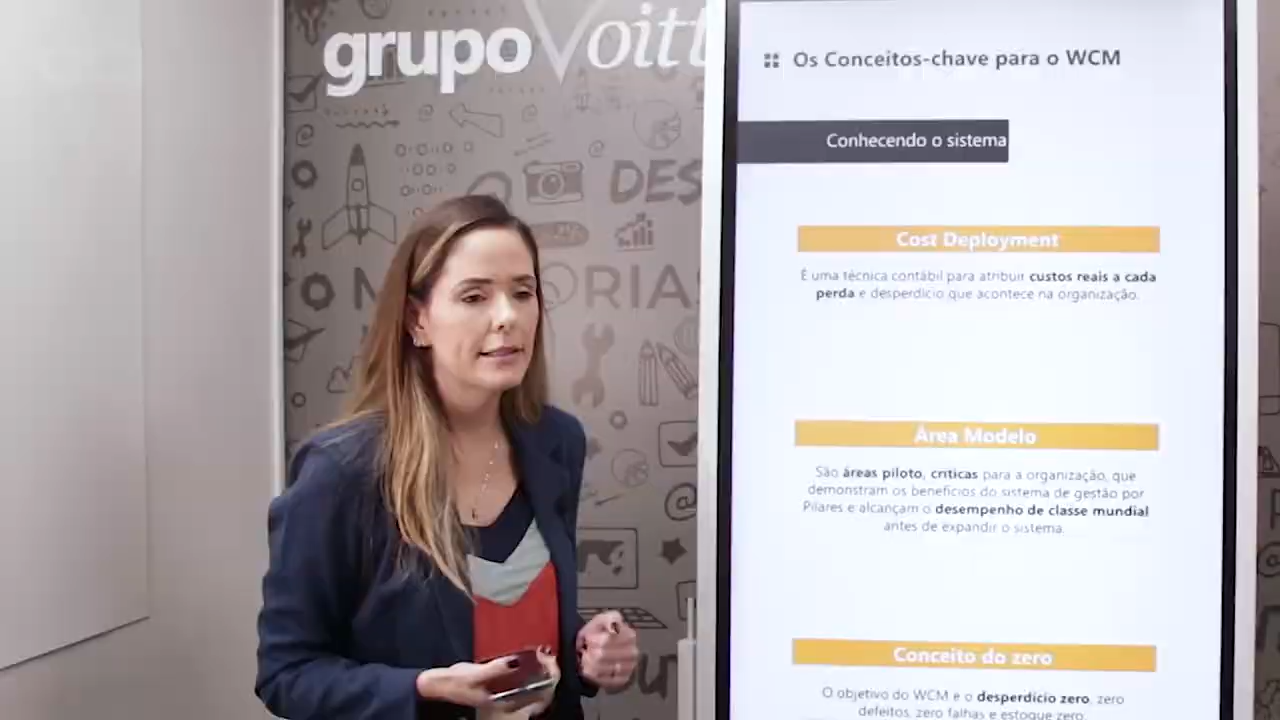 grupoVoitt
Os Conceitos-chave para o WCM
Conhecendo o sistema
DES
ORIAS
Cost Deployment
É uma técnica contábil para atribuir custos reais a cada
perda e desperdício que acontece na organização.
Área Modelo
São áreas piloto, críticas para a organização, que
demonstram os benefícios do sistema de gestão por
Pilares e alcançam o desempenho de classe mundial
antes de expandir o sistema.
Conceito do zero
O objetivo do WCM e o desperdício zero, zero
defeitos, zero falhas e estoque zero.